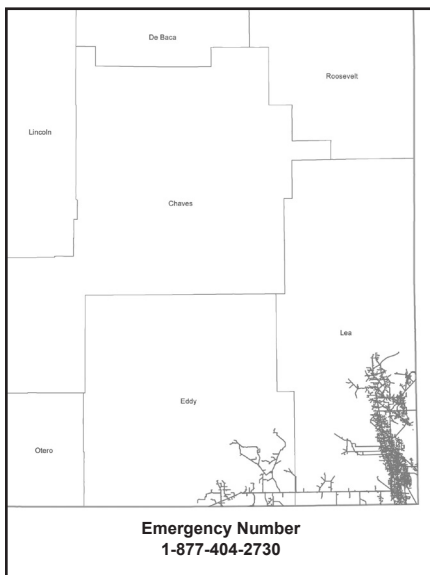 De Baca
Roosevelt
Lincoln
Chaves
Lea
Eddy
Otero
Emergency Number
1-877-404-2730